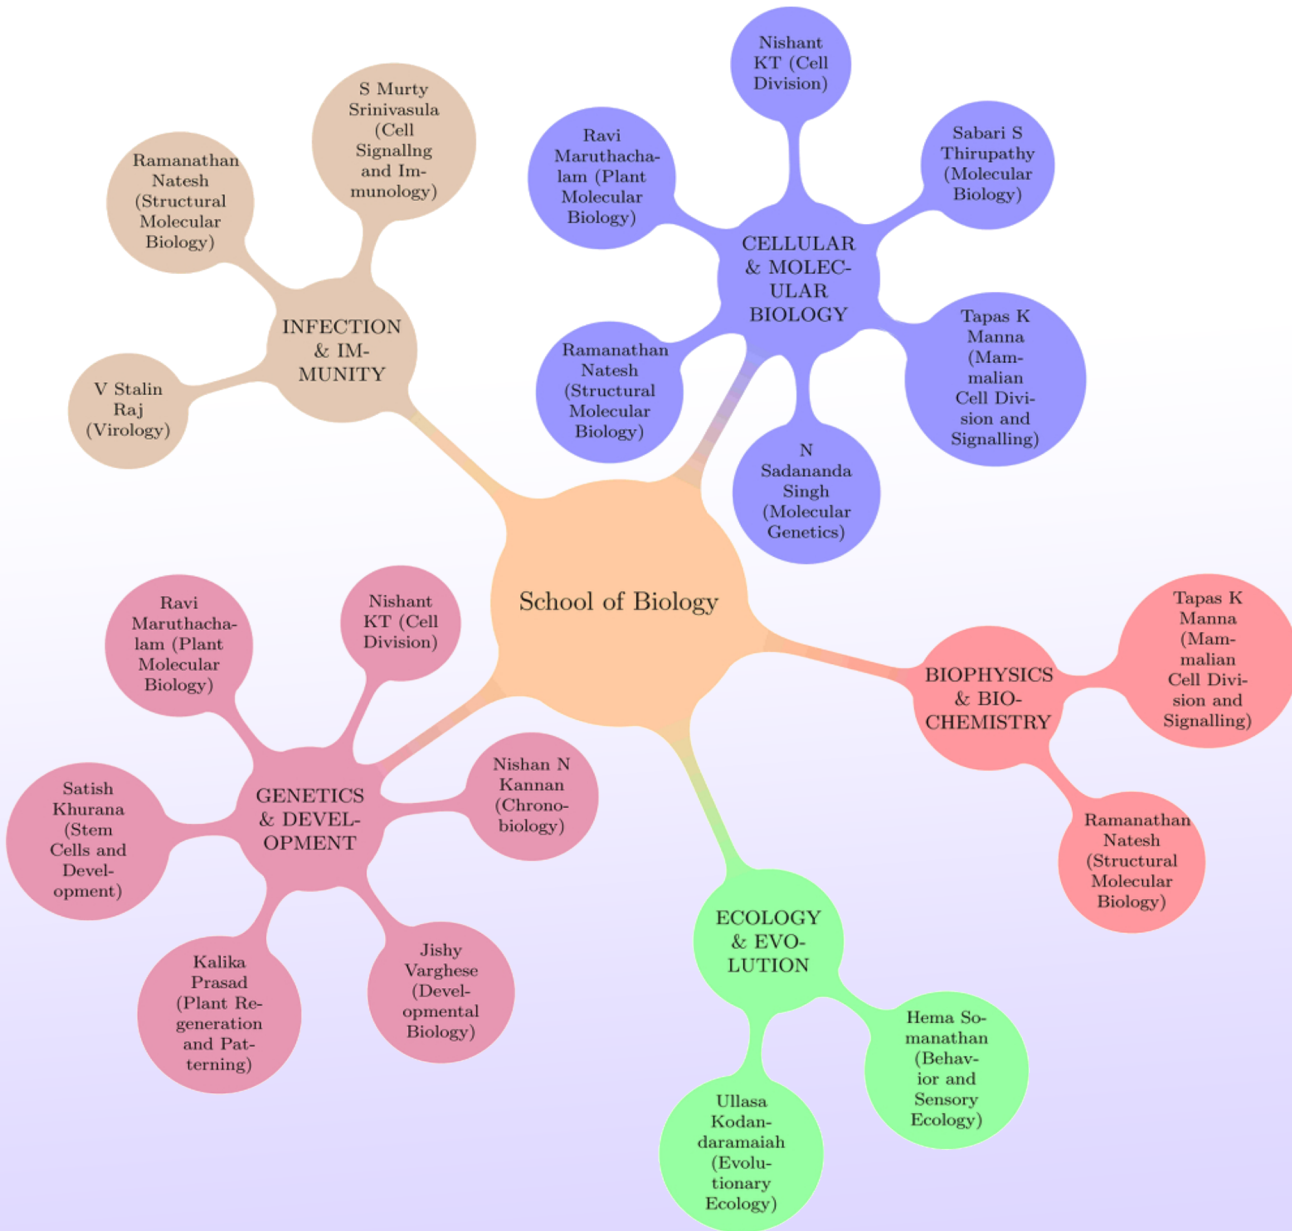 Nishant
KT (Cell
Division)
S Murty
Srinivasula
(Cell
Signallng
and Im-
munology)
Ravi
Maruthacha-
lam (Plant
Molecular
Biology)
Sabari S
Thirupathy
(Molecular
Biology)
Ramanathan
Natesh
(Structural
Molecular
Biology)
CELLULAR
& MOLEC-
ULAR
BIOLOGY
INFECTION
& IM-
MUNITY
Tapas K
Manna
(Mam-
malian
Cell Divi-
sion and
Signalling)
Ramanathan
Natesh
(Structural
Molecular
Biology)
V Stalin
Raj
(Virology)
N
Sadananda
Singh
(Molecular
Genetics)
School of Biology
Ravi
Maruthacha-
lam (Plant
Molecular
Biology)
Nishant
KT (Cell
Division)
Tapas K
Manna
(Mam-
malian
Cell Divi-
sion and
Signalling)
BIOPHYSICS
& BIO-
CHEMISTRY
Nishan N
Kannan
(Chrono-
biology)
Satish
Khurana
(Stem
Cells and
Devel-
opment)
GENETICS
& DEVEL-
OPMENT
Ramanathan
Natesh
(Structural
Molecular
Biology)
ECOLOGY
& EVO-
LUTION
Kalika
Prasad
(Plant Re-
generation
and Pat-
terning)
Jishy
Varghese
(Devel-
opmental
Biology)
Hema So-
manathan
(Behav-
ior and
Sensory
Ecology)
Ullasa
Kodan-
daramaiah
(Evolu-
tionary
Ecology)